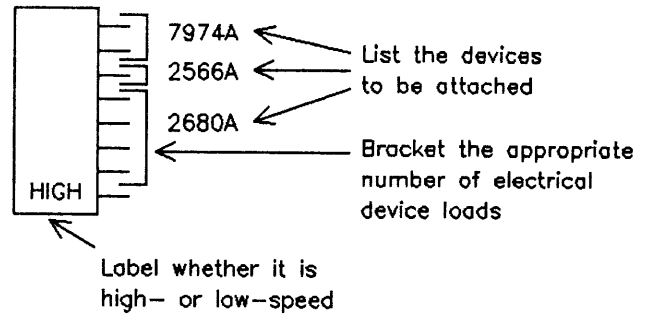 7974A
2566A
2680A
List the devices
to be attached
Bracket the appropriate
number of electrical
device loads
HIGH
Label whether it is
high- or low-speed